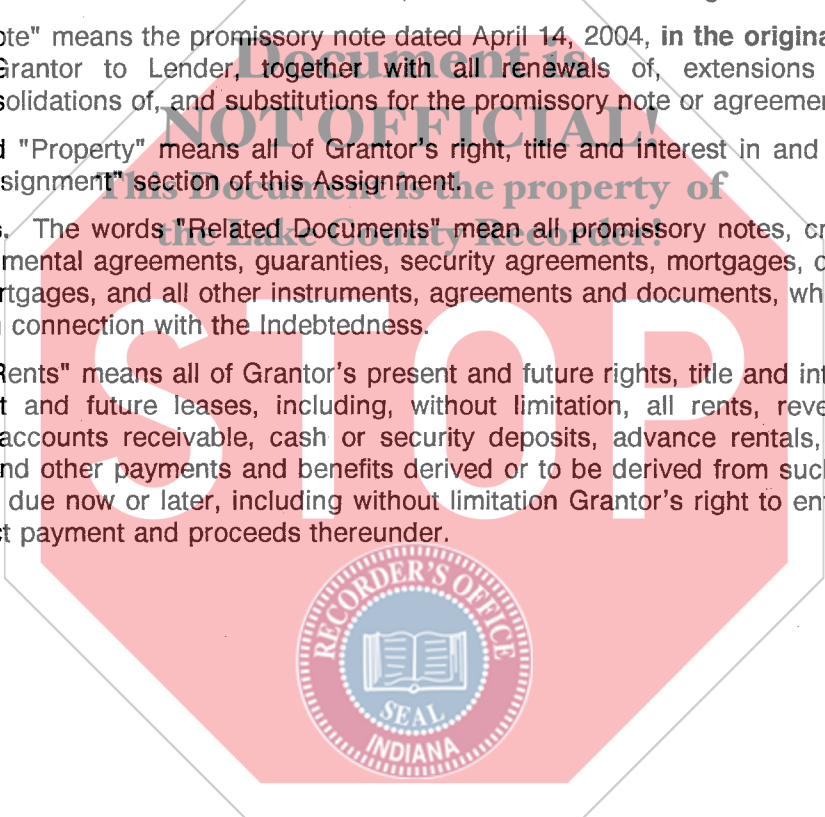 ote" means the promissory note dated April 14, 2004, in the origina
Grantor to Lender, together with all renewals of, extensions
solidations of, and substitutions for the promissory note or agreemen
d "Property" means all of Grantor's right, title and interest in and
signment" section of this Assignment.
s. The words "Related Documents" mean all promissory notes, cr
mental agreements, guaranties, security agreements, mortgages, d
rtgages, and all other instruments, agreements and documents, wh
n connection with the Indebtedness.
Rents" means all of Grantor's present and future rights, title and int
t and future leases, including, without limitation, all rents, reve
accounts receivable, cash or security deposits, advance rentals,
nd other payments and benefits derived or to be derived from such
due now or later, including without limitation Grantor's right to en
ct payment and proceeds thereunder.
Document is
NOT OFFICIAL!
This Document is the property of
the Lake County Recorder!
STOP
RECORDER'S OFFICE
SEAL
INDIANA